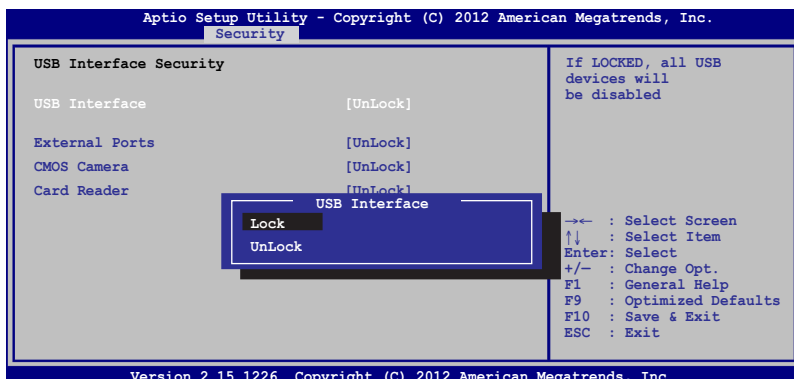 Aptio Setup Utility - Copyright (C) 2012 American Megatrends, Inc.
Security
USB Interface Security
USB Interface [UnLock]
External Ports [UnLock]
CMOS Camera [UnLock]
Card Reader [UnLock]
USB Interface
Lock
UnLock
If LOCKED, all USB
devices will
be disabled
→← : Select Screen
↑↓ : Select Item
Enter: Select
+/— : Change Opt.
F1 : General Help
F9 : Optimized Defaults
F10 : Save & Exit
ESC : Exit
Version 2.15.1226. Copyright (C) 2012 American Megatrends, Inc.